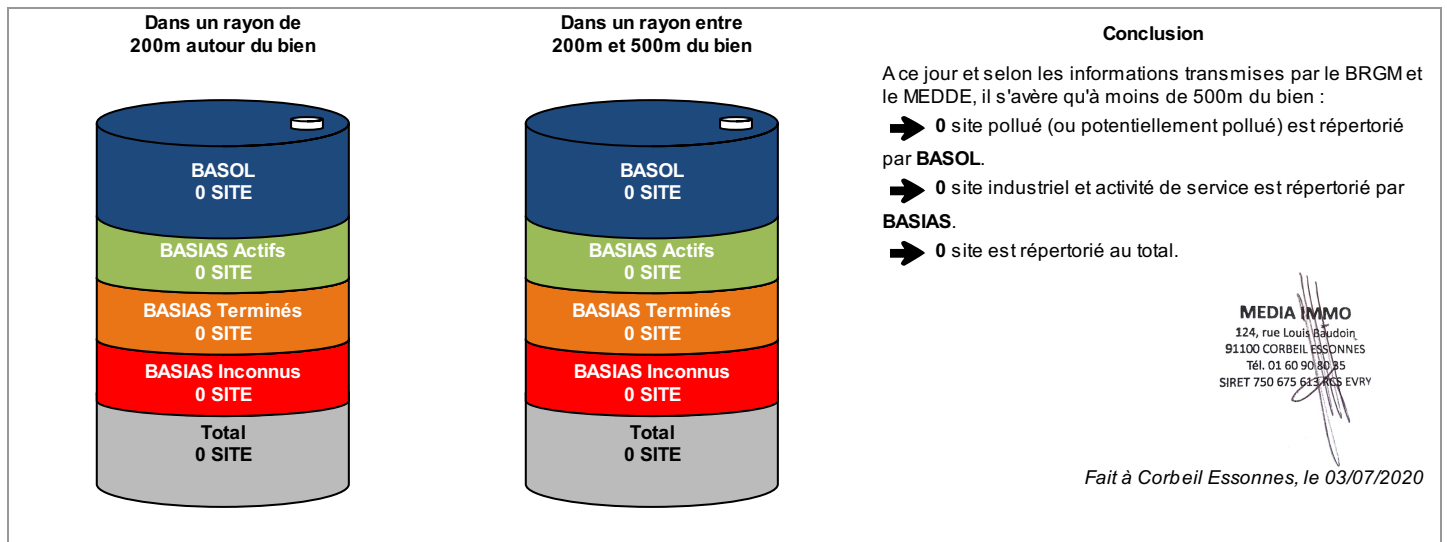 Dans un rayon de
200m autour du bien
BASOL
0 SITE
BASIAS Actifs
0 SITE
BASIAS Terminés
0 SITE
BASIAS Inconnus
0 SITE
Total
0 SITE
Dans un rayon entre
200m et 500m du bien
BASOL
0 SITE
BASIAS Actifs
0 SITE
BASIAS Terminés
0 SITE
BASIAS Inconnus
0 SITE
Total
0 SITE
Conclusion
A ce jour et selon les informations transmises par le BRGM et
le MEDDE, il s'avère qu'à moins de 500m du bien :
0 site pollué (ou potentiellement pollué) est répertorié
par BASOL.
0 site industriel et activité de service est répertorié par
BASIAS.
0 site est répertorié au total.
MEDIA IMMO
124, rue Louis Baudoin
91100 CORBEIL ESSONNES
Tél. 01 60 90 80 85
SIRET 750 675 613 RCS EVRY
Fait à Corbeil Essonnes, le 03/07/2020